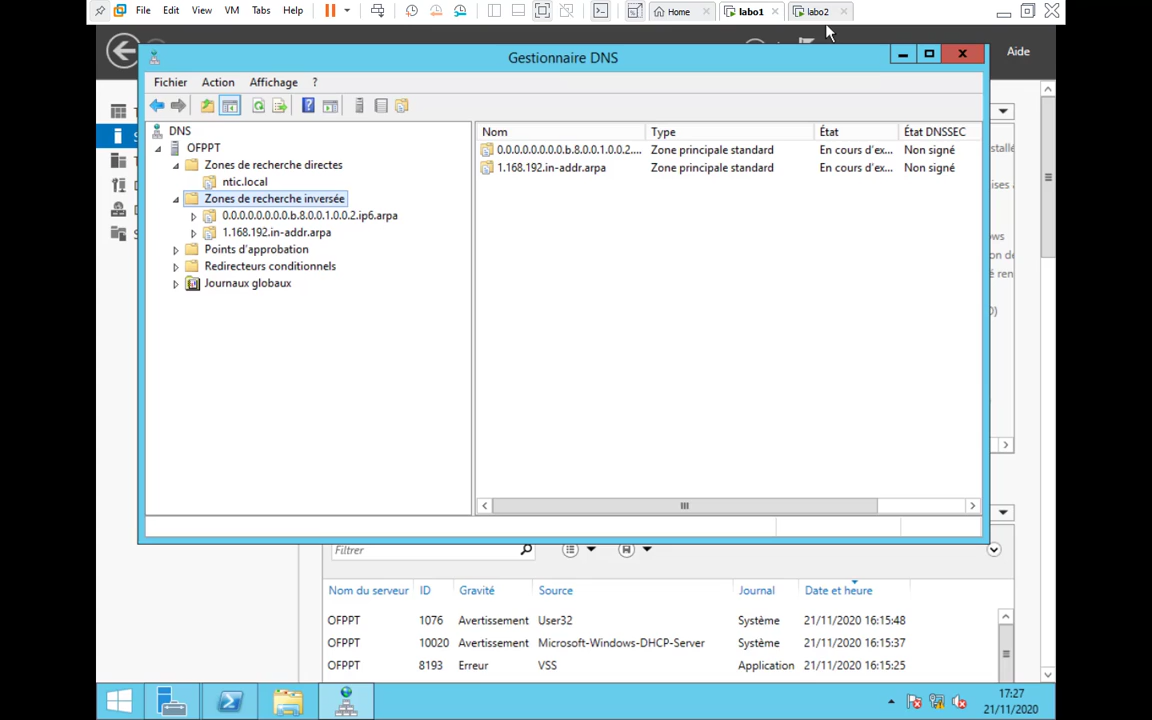 File Edit View VM Tabs Help Home labo1 labo2
Aide
Gestionnaire DNS
Fichier Action Affichage ?
DNS
OFPPT
Zones de recherche directes
ntic.local
Zones de recherche inversée
0.0.0.0.0.0.0.b.8.0.0.1.0.0.2.ip6.arpa
1.168.192.in-addr.arpa
Points d'approbation
Redirecteurs conditionnels
Journaux globaux
Nom Type État État DNSSEC
0.0.0.0.0.0.0.b.8.0.0.1.0.0.2.... Zone principale standard En cours d'ex... Non signé
1.168.192.in-addr.arpa Zone principale standard En cours d'ex... Non signé
Filtrer
Nom du serveur ID Gravité Source Journal Date et heure
OFPPT 1076 Avertissement User32 Système 21/11/2020 16:15:48
OFPPT 10020 Avertissement Microsoft-Windows-DHCP-Server Système 21/11/2020 16:15:37
OFPPT 8193 Erreur VSS Application 21/11/2020 16:15:25
17:27
21/11/2020